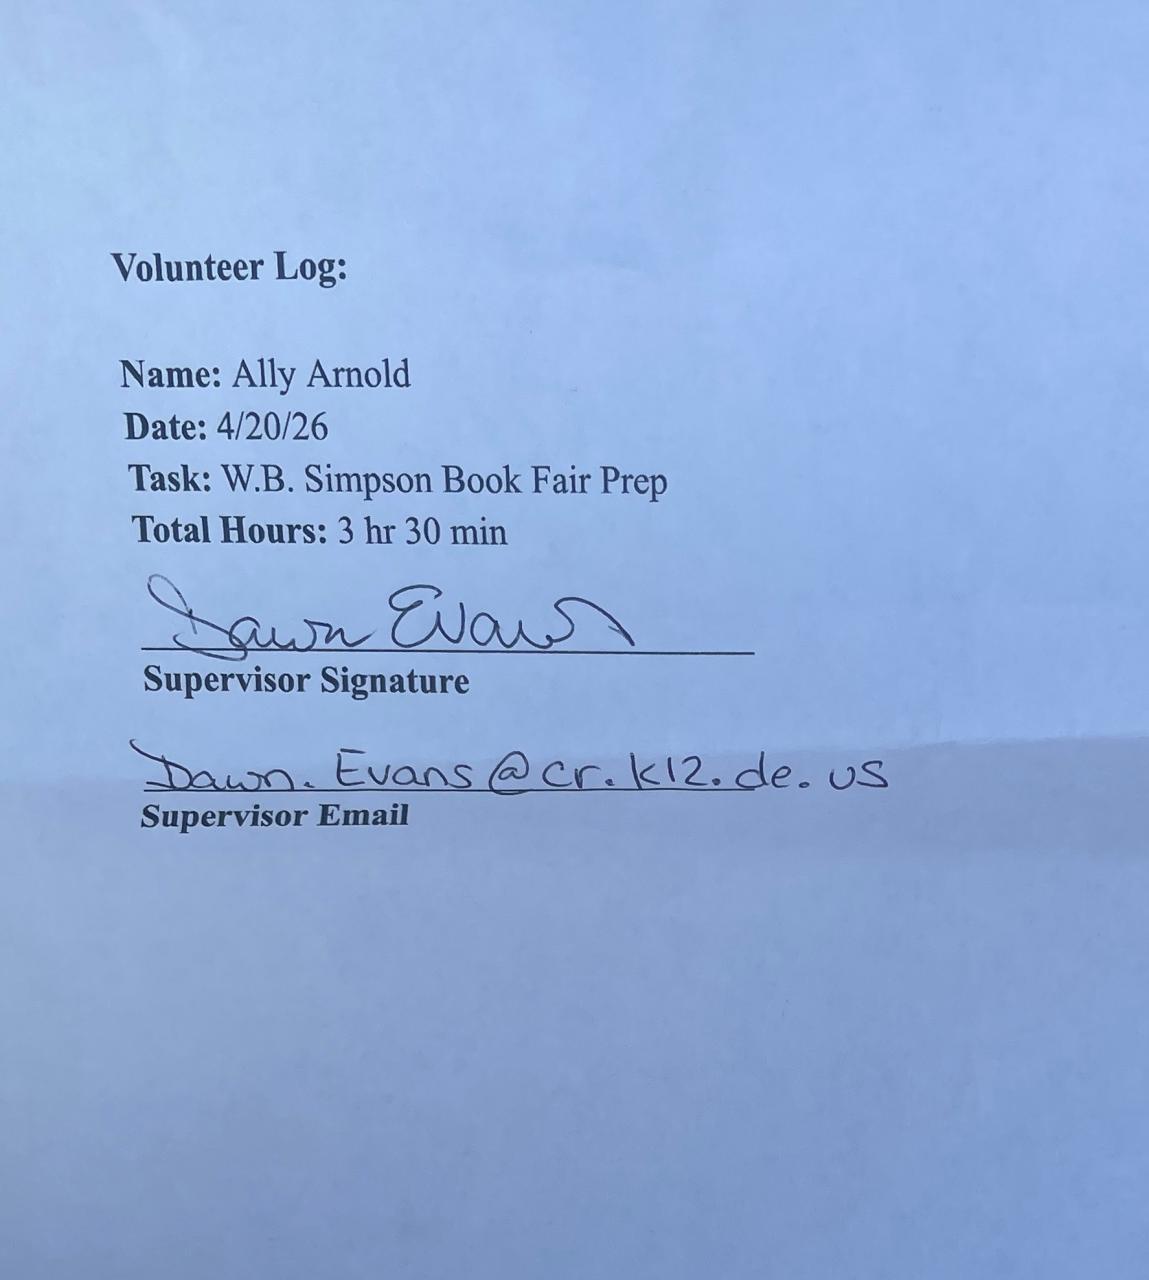 Volunteer Log:
Name: Ally Arnold
Date: 4/20/26
Task: W.B. Simpson Book Fair Prep
Total Hours: 3 hr 30 min
Dawn Evans
Supervisor Signature
Dawn.Evans@cr.k12.de.us
Supervisor Email